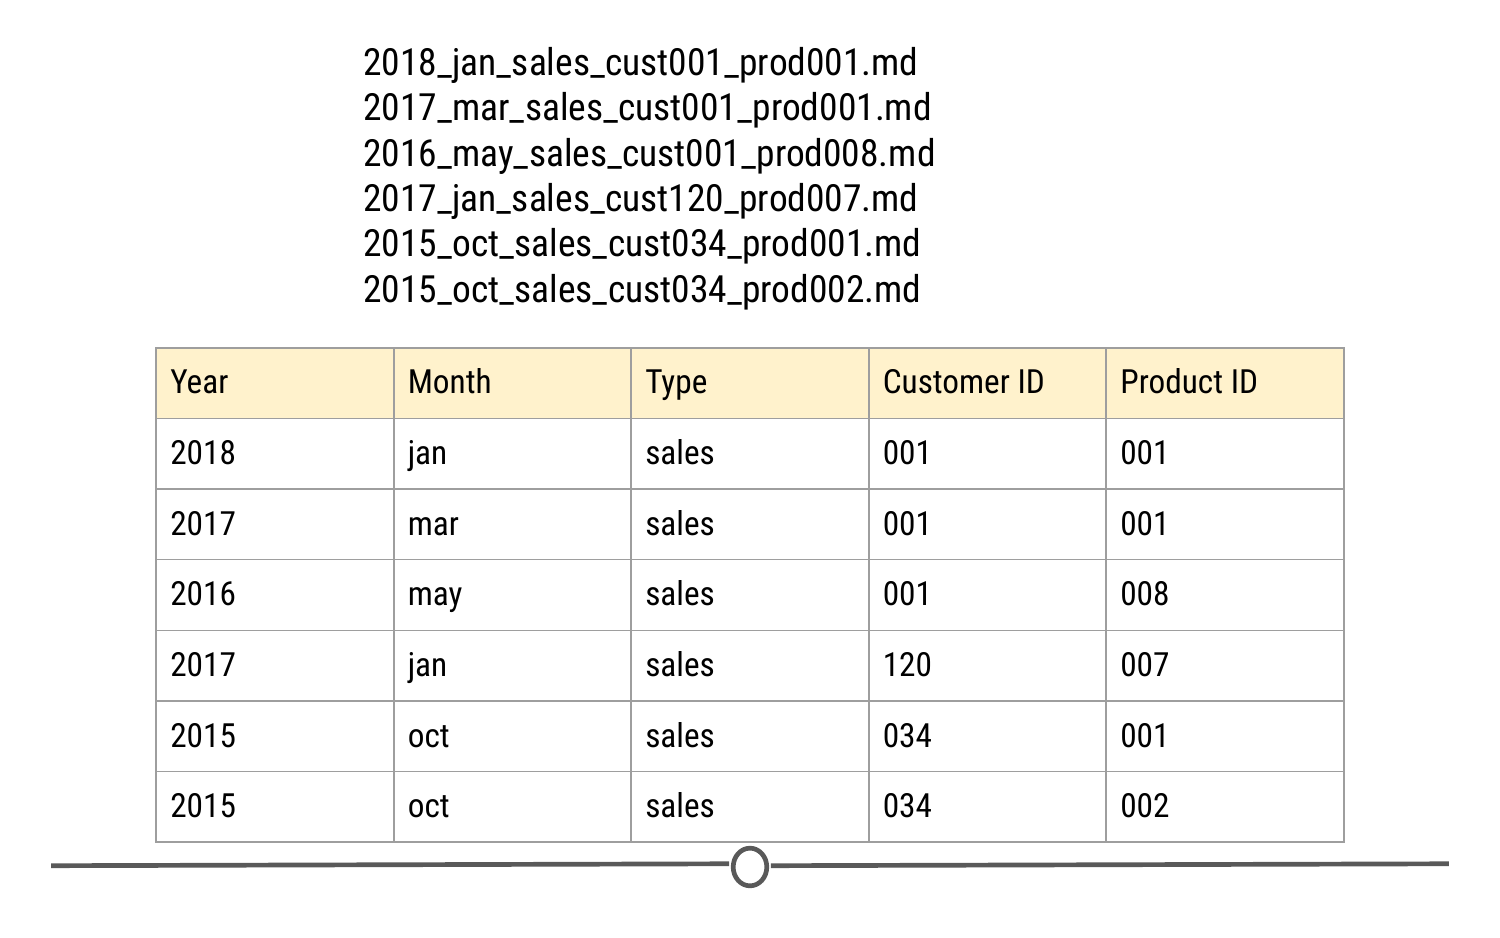 2018_jan_sales_cust001_prod001.md
2017_mar_sales_cust001_prod001.md
2016_may_sales_cust001_prod008.md
2017_jan_sales_cust120_prod007.md
2015_oct_sales_cust034_prod001.md
2015_oct_sales_cust034_prod002.md
Year Month Type Customer ID Product ID
2018 jan sales 001 001
2017 mar sales 001 001
2016 may sales 001 008
2017 jan sales 120 007
2015 oct sales 034 001
2015 oct sales 034 002